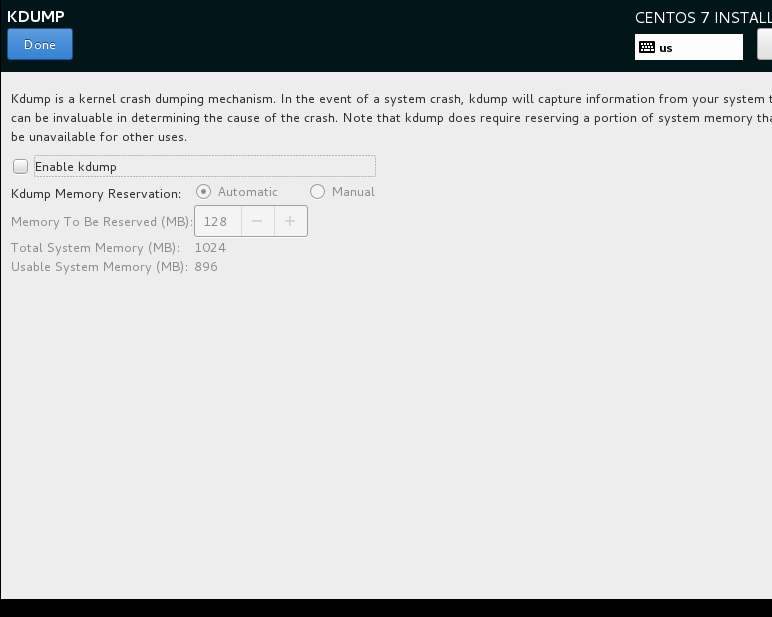 KDUMP
CENTOS 7 INSTALL
Done
us
Kdump is a kernel crash dumping mechanism. In the event of a system crash, kdump will capture information from your system
can be invaluable in determining the cause of the crash. Note that kdump does require reserving a portion of system memory
be unavailable for other uses.
Enable kdump
Kdump Memory Reservation: Automatic Manual
Memory To Be Reserved (MB): 128 − +
Total System Memory (MB): 1024
Usable System Memory (MB): 896